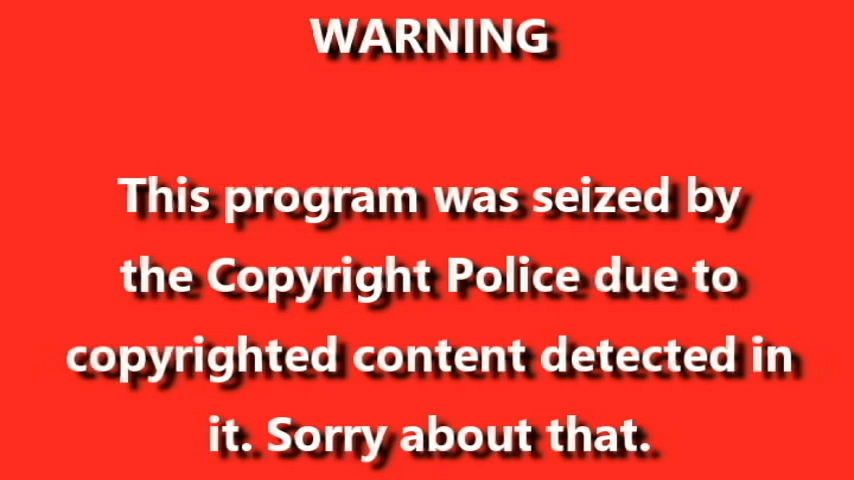 WARNING
This program was seized by
the Copyright Police due to
copyrighted content detected in
it. Sorry about that.